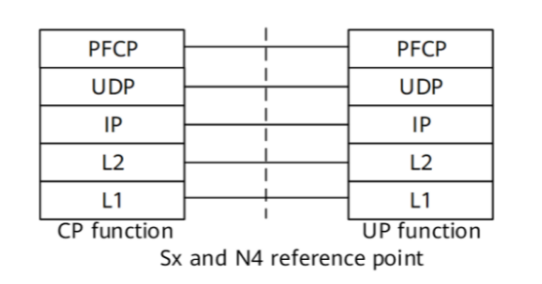 PFCP PFCP
UDP UDP
IP IP
L2 L2
L1 L1
CP function UP function
Sx and N4 reference point